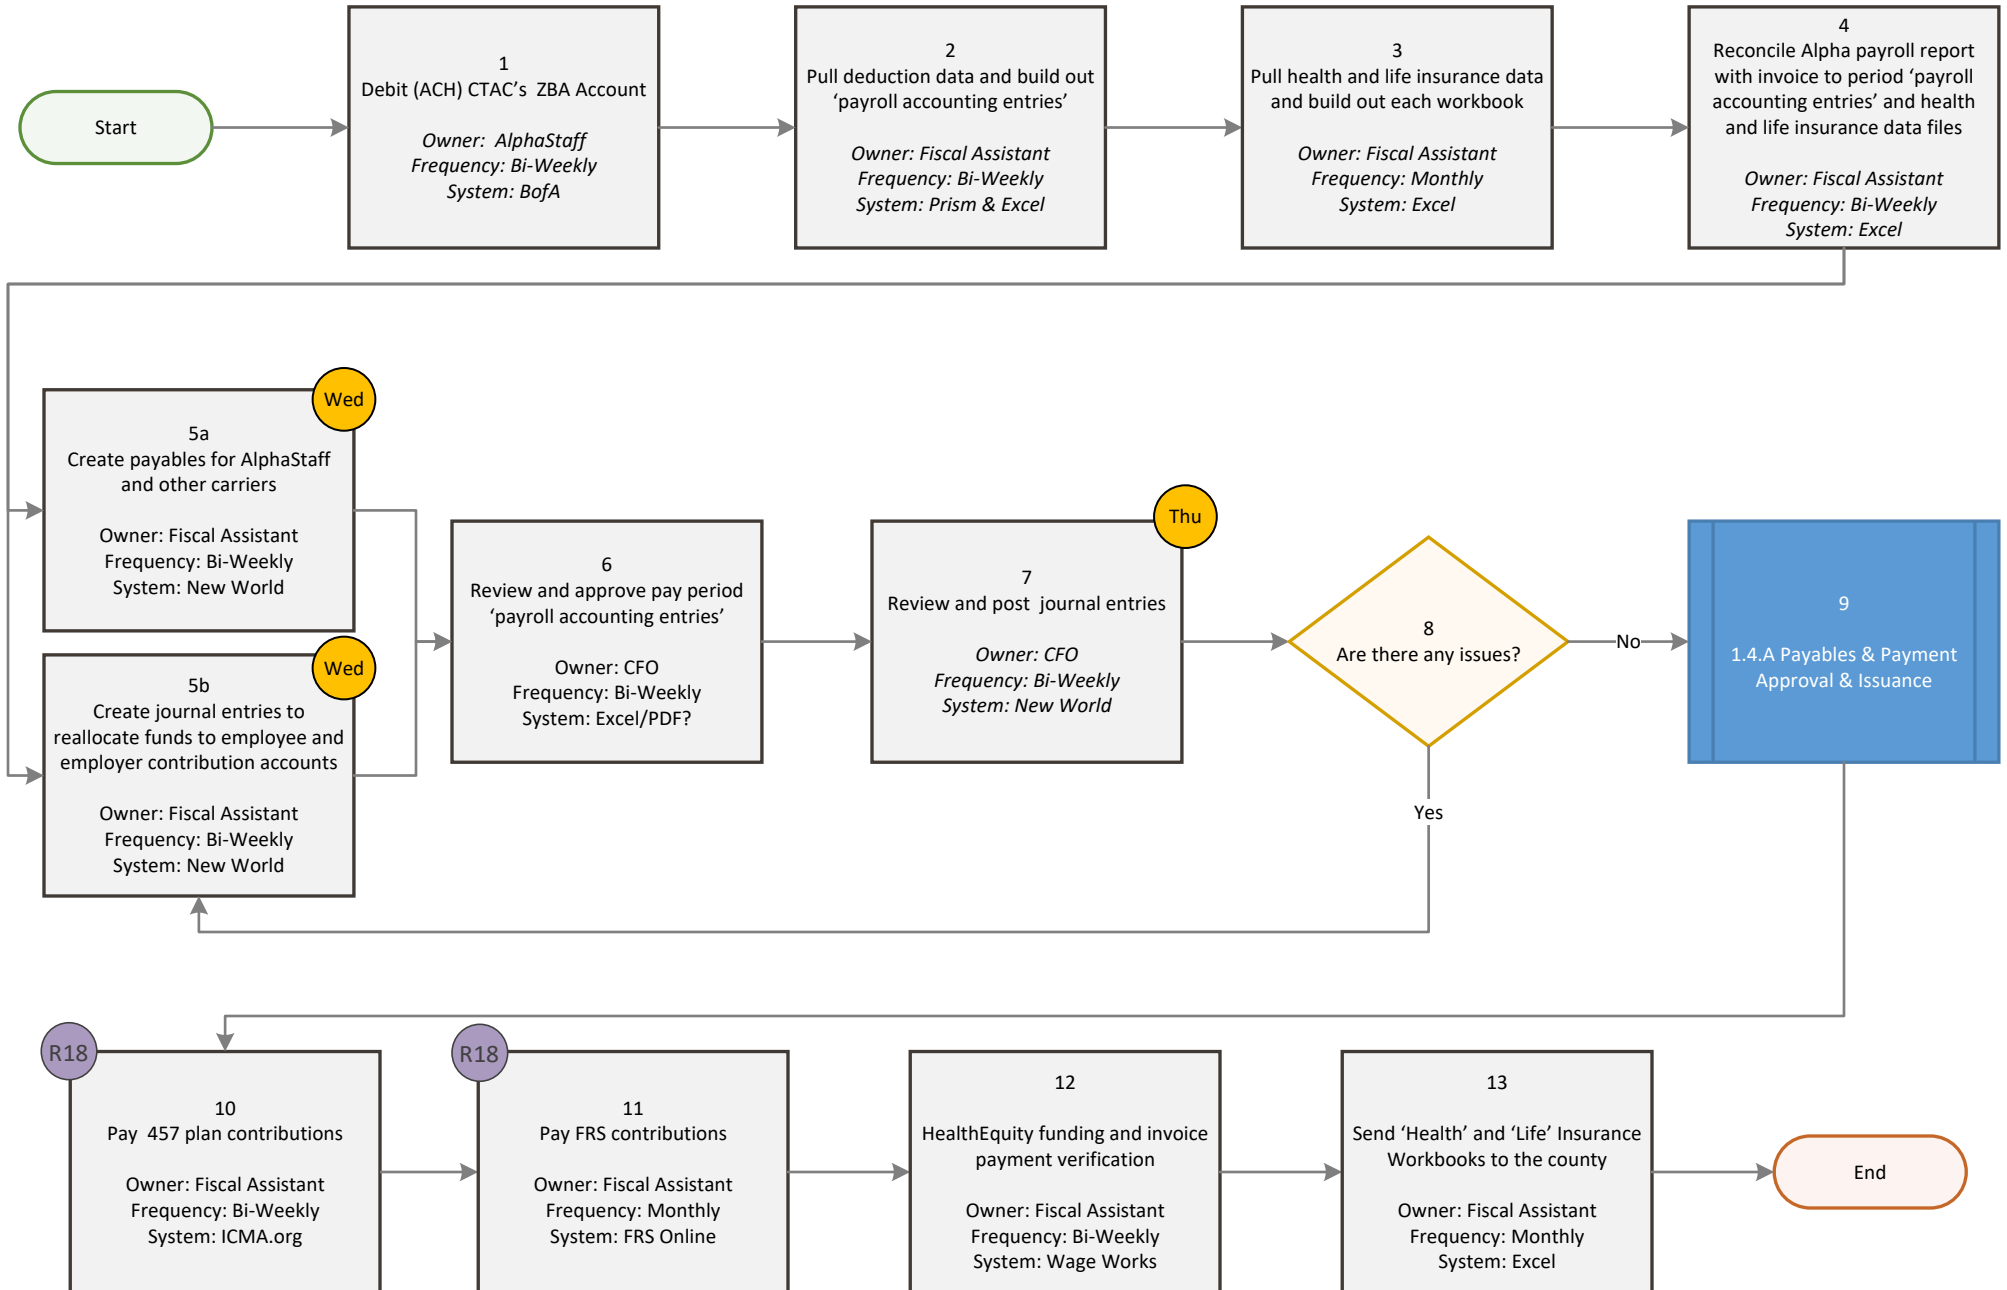 Start
1
Debit (ACH) CTAC's ZBA Account
Owner: AlphaStaff
Frequency: Bi-Weekly
System: BofA
2
Pull deduction data and build out
‘payroll accounting entries’
Owner: Fiscal Assistant
Frequency: Bi-Weekly
System: Prism & Excel
3
Pull health and life insurance data
and build out each workbook
Owner: Fiscal Assistant
Frequency: Monthly
System: Excel
4
Reconcile Alpha payroll report
with invoice to period ‘payroll
accounting entries’ and health
and life insurance data files
Owner: Fiscal Assistant
Frequency: Bi-Weekly
System: Excel
Wed
5a
Create payables for AlphaStaff
and other carriers
Owner: Fiscal Assistant
Frequency: Bi-Weekly
System: New World
Wed
5b
Create journal entries to
reallocate funds to employee and
employer contribution accounts
Owner: Fiscal Assistant
Frequency: Bi-Weekly
System: New World
6
Review and approve pay period
‘payroll accounting entries’
Owner: CFO
Frequency: Bi-Weekly
System: Excel/PDF?
Thu
7
Review and post journal entries
Owner: CFO
Frequency: Bi-Weekly
System: New World
8
Are there any issues?
No
Yes
9
1.4.A Payables & Payment
Approval & Issuance
R18
10
Pay 457 plan contributions
Owner: Fiscal Assistant
Frequency: Bi-Weekly
System: ICMA.org
R18
11
Pay FRS contributions
Owner: Fiscal Assistant
Frequency: Monthly
System: FRS Online
12
HealthEquity funding and invoice
payment verification
Owner: Fiscal Assistant
Frequency: Bi-Weekly
System: Wage Works
13
Send ‘Health’ and ‘Life’ Insurance
Workbooks to the county
Owner: Fiscal Assistant
Frequency: Monthly
System: Excel
End